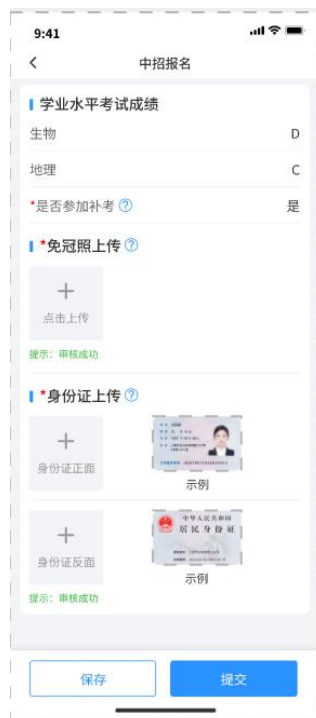 9:41
中招报名
学业水平考试成绩
生物 D
地理 C
*是否参加补考 ? 是
*免冠照上传 ?
+
点击上传
提示：审核成功
*身份证上传 ?
+
身份证正面
示例
+
身份证反面
中华人民共和国
居民身份证
示例
提示：审核成功
保存 提交